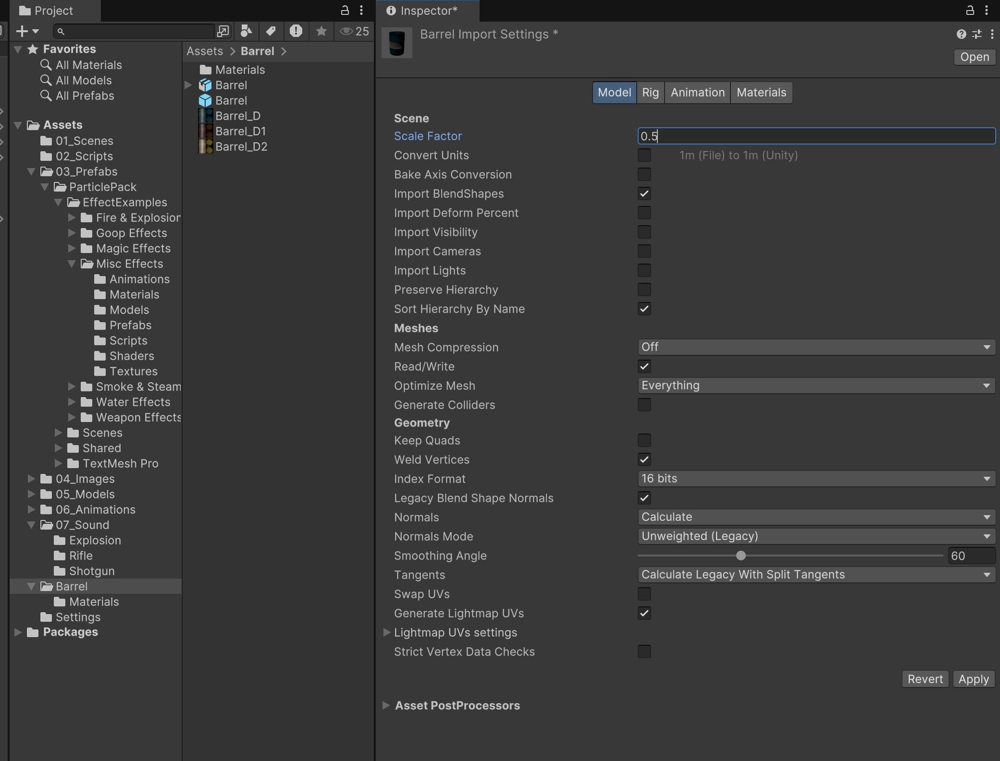 Project
25
Favorites
All Materials
All Models
All Prefabs
Assets
01_Scenes
02_Scripts
03_Prefabs
ParticlePack
EffectExamples
Fire & Explosion
Goop Effects
Magic Effects
Misc Effects
Animations
Materials
Models
Prefabs
Scripts
Shaders
Textures
Smoke & Steam
Water Effects
Weapon Effects
Scenes
Shared
TextMesh Pro
04_Images
05_Models
06_Animations
07_Sound
Explosion
Rifle
Shotgun
Barrel
Materials
Settings
Packages
Assets > Barrel >
Materials
Barrel
Barrel
Barrel_D
Barrel_D1
Barrel_D2
Inspector*
Barrel Import Settings *
Open
Model Rig Animation Materials
Scene
Scale Factor 0.5
Convert Units 1m (File) to 1m (Unity)
Bake Axis Conversion
Import BlendShapes
Import Deform Percent
Import Visibility
Import Cameras
Import Lights
Preserve Hierarchy
Sort Hierarchy By Name
Meshes
Mesh Compression Off
Read/Write
Optimize Mesh Everything
Generate Colliders
Geometry
Keep Quads
Weld Vertices
Index Format 16 bits
Legacy Blend Shape Normals
Normals Calculate
Normals Mode Unweighted (Legacy)
Smoothing Angle 60
Tangents Calculate Legacy With Split Tangents
Swap UVs
Generate Lightmap UVs
Lightmap UVs settings
Strict Vertex Data Checks
Revert Apply
Asset PostProcessors